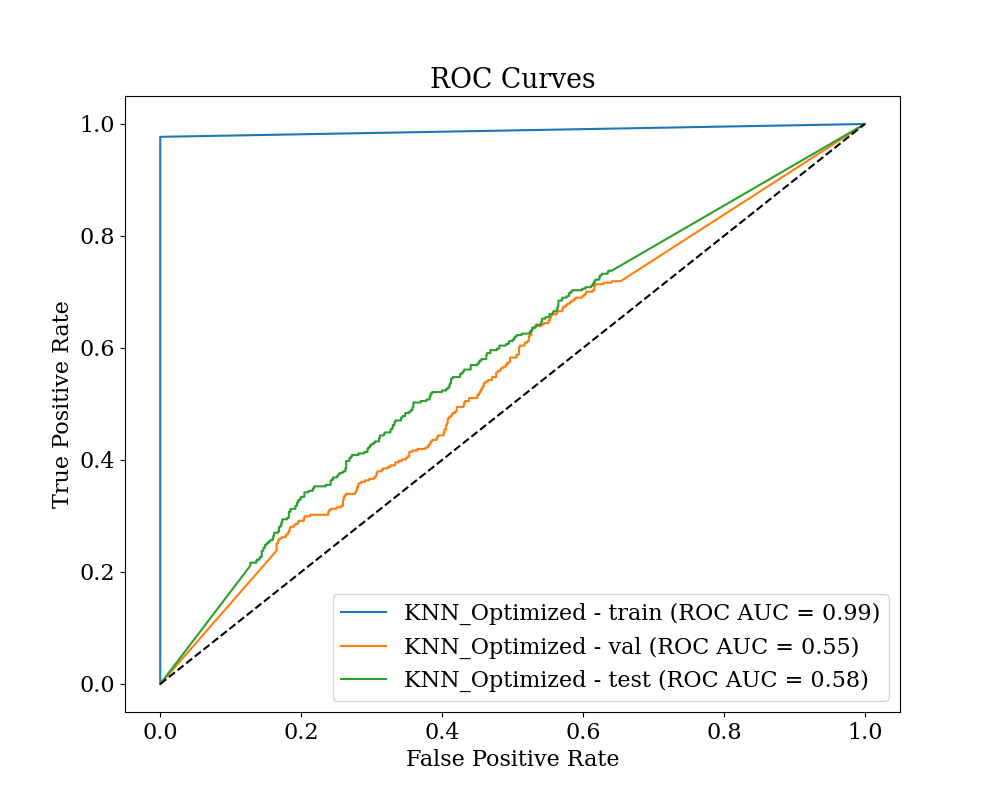 ROC Curves
True Positive Rate
1.0
0.8
0.6
0.4
0.2
0.0
KNN_Optimized - train (ROC AUC = 0.99)
KNN_Optimized - val (ROC AUC = 0.55)
KNN_Optimized - test (ROC AUC = 0.58)
0.0 0.2 0.4 0.6 0.8 1.0
False Positive Rate